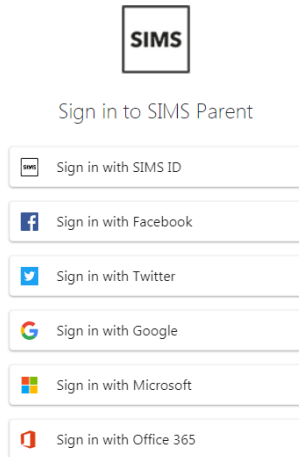 SIMS
Sign in to SIMS Parent
SIMS Sign in with SIMS ID
Sign in with Facebook
Sign in with Twitter
Sign in with Google
Sign in with Microsoft
Sign in with Office 365